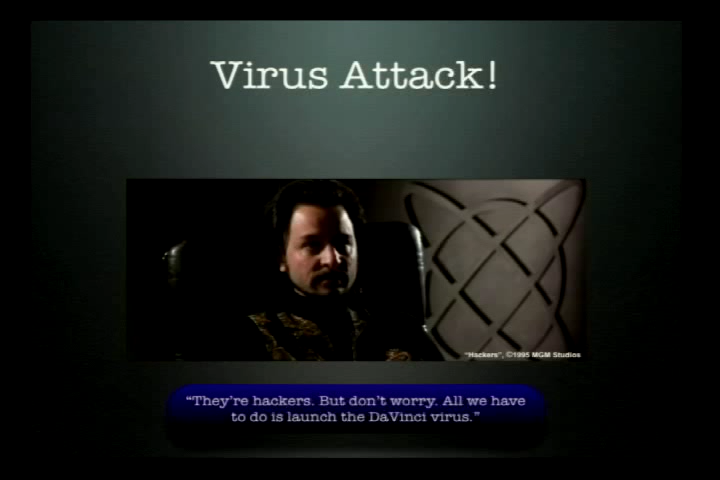 Virus Attack!
"Hackers", ©1995 MGM Studios
“They're hackers. But don't worry. All we have
to do is launch the DaVinci virus.”